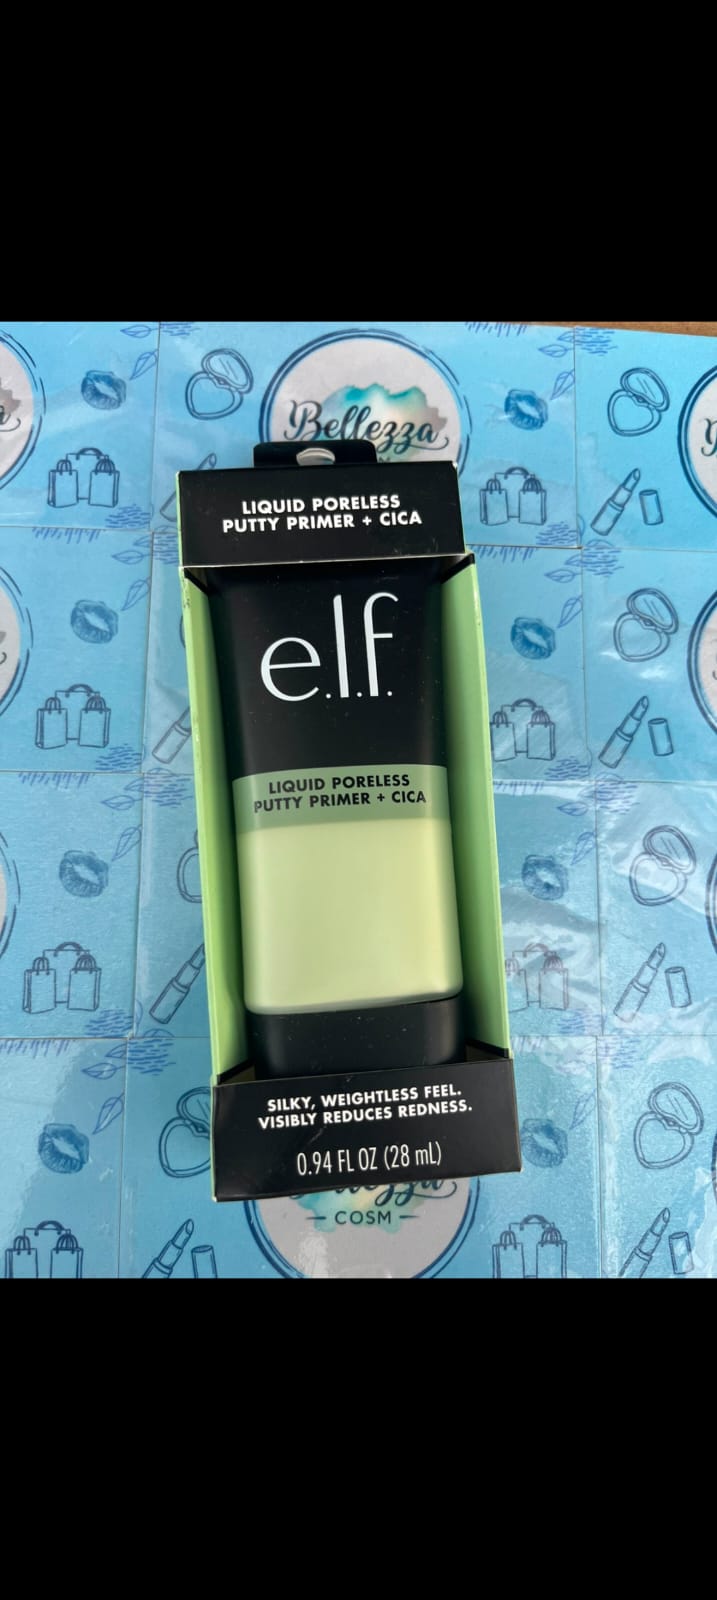 Bellezza
LIQUID PORELESS
PUTTY PRIMER + CICA
e.l.f.
LIQUID PORELESS
PUTTY PRIMER + CICA
SILKY, WEIGHTLESS FEEL.
VISIBLY REDUCES REDNESS.
0.94 FL OZ (28 mL)
COSM